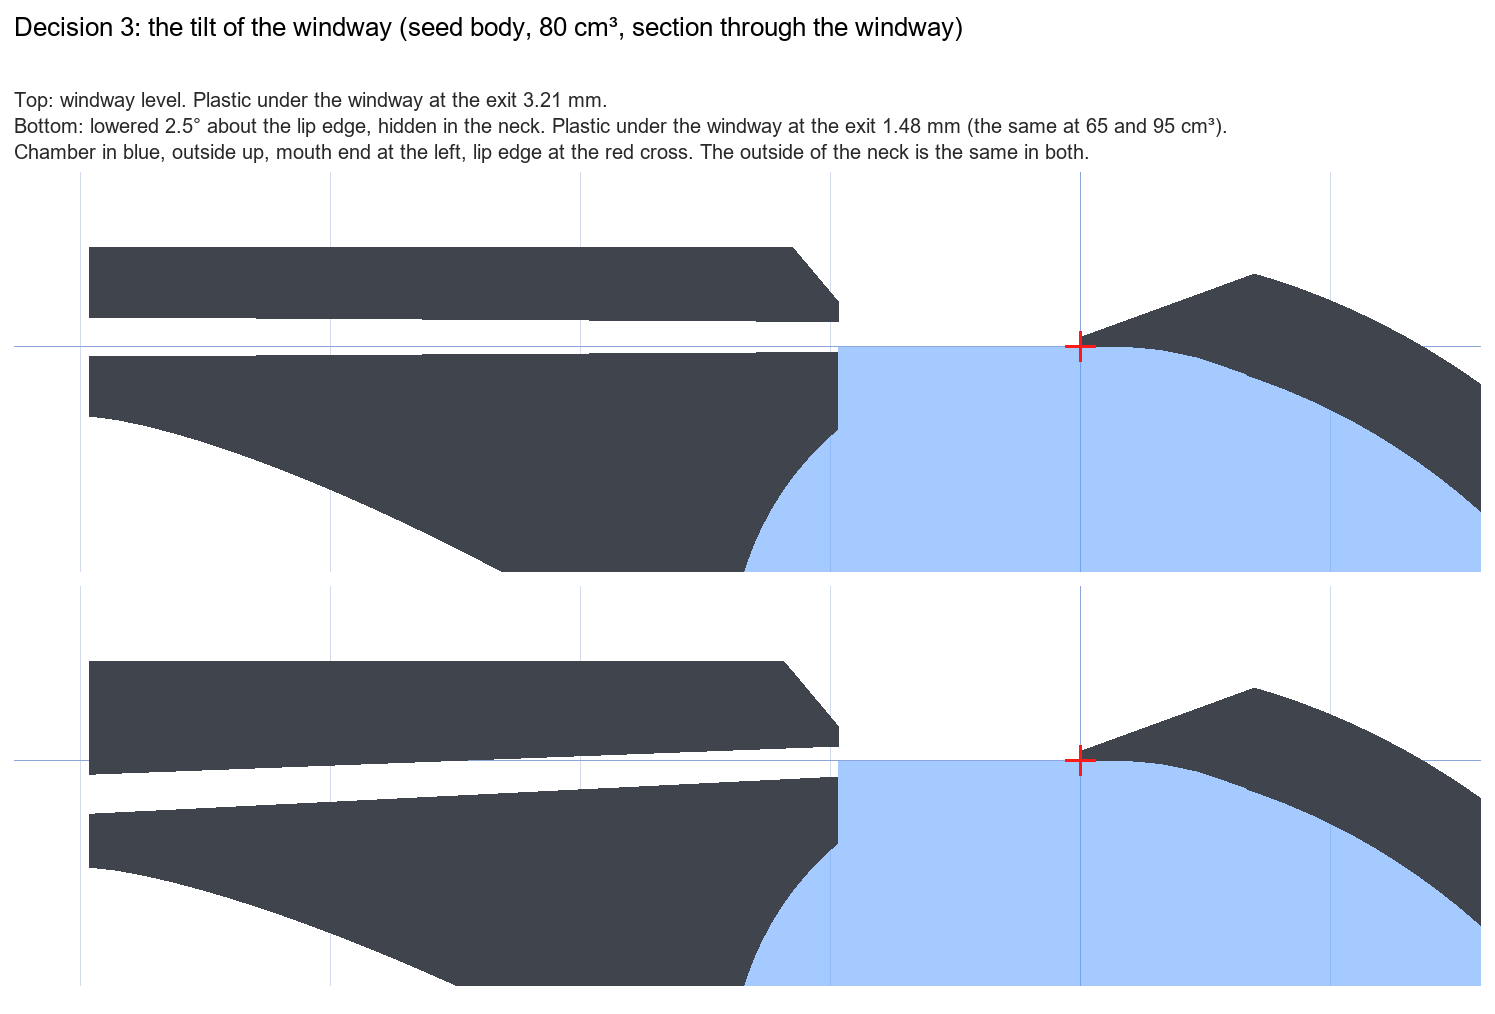 Decision 3: the tilt of the windway (seed body, 80 cm³, section through the windway)
Top: windway level. Plastic under the windway at the exit 3.21 mm.
Bottom: lowered 2.5° about the lip edge, hidden in the neck. Plastic under the windway at the exit 1.48 mm (the same at 65 and 95 cm³).
Chamber in blue, outside up, mouth end at the left, lip edge at the red cross. The outside of the neck is the same in both.